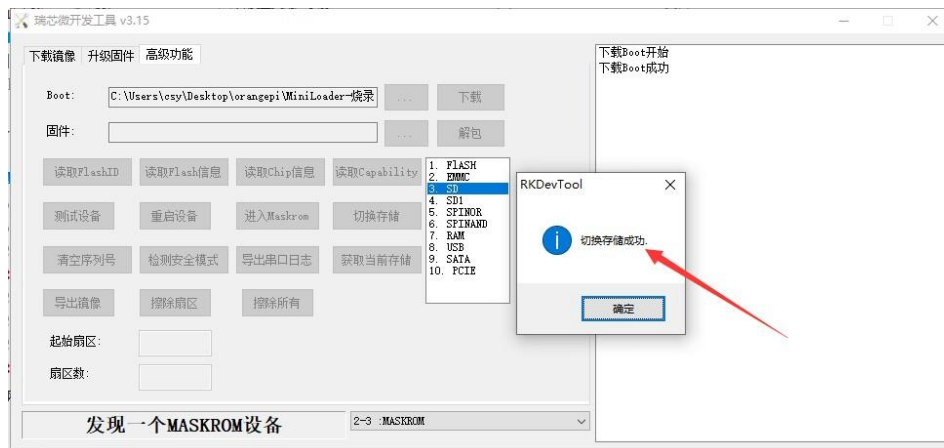 瑞芯微开发工具 v3.15
下载镜像 升级固件 高级功能
Boot: C:\Users\csy\Desktop\orangepi\MiniLoader-烧录 ... 下载
固件: ... 解包
读取FlashID 读取Flash信息 读取Chip信息 读取Capability
测试设备 重启设备 进入Maskrom 切换存储
清空序列号 检测安全模式 导出串口日志 获取当前存储
导出镜像 擦除扇区 擦除所有
起始扇区:
扇区数:
1. FLASH
2. EMMC
3. SD
4. SD1
5. SPINOR
6. SPINAND
7. RAM
8. USB
9. SATA
10. PCIE
RKDevTool
切换存储成功.
确定
下载Boot开始
下载Boot成功
发现一个MASKROM设备 2-3 :MASKROM